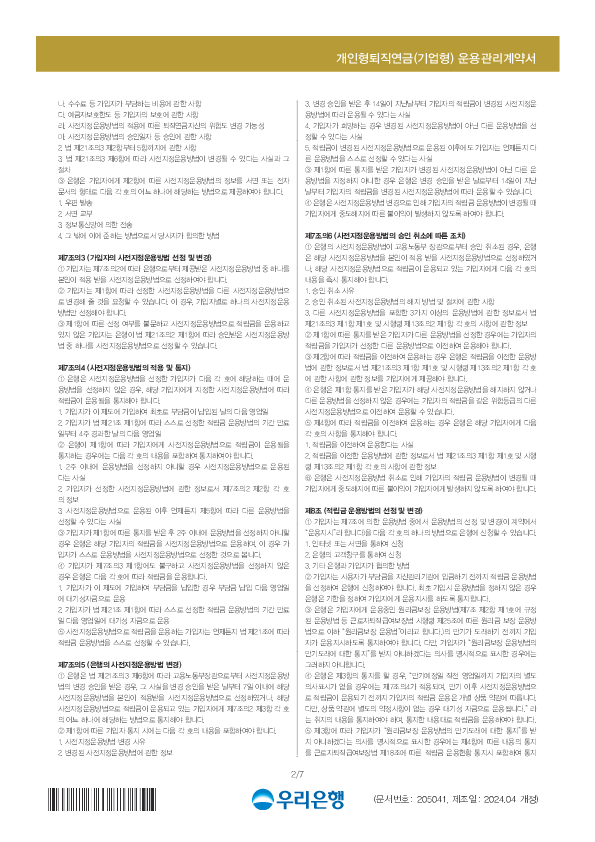 개인형퇴직연금(기업형) 운용관리계약서
나. 수수료 등 가입자가 부담하는 비용에 관한 사항
다. 예금자보호한도 등 가입자의 보호에 관한 사항
라. 사전지정운용방법의 적용에 따른 퇴직연금자산의 위험도 변경 가능성
마. 사전지정운용방법의 승인일자 등 승인에 관한 사항
2. 법 제21조의3 제2항부터 5항까지에 관한 사항
3. 법 제21조의3 제6항에 따라 사전지정운용방법이 변경될 수 있다는 사실과 그
절차
③ 은행은 가입자에게 제2항에 따른 사전지정운용방법의 정보를 서면 또는 전자
문서의 형태로 다음 각 호의 어느 하나에 해당하는 방법으로 제공하여야 합니다.
1. 우편 발송
2. 서면 교부
3. 정보통신망에 의한 전송
4. 그 밖에 이에 준하는 방법으로서 당사자가 합의한 방법
제7조의3 (가입자의 사전지정운용방법 선정 및 변경)
① 가입자는 제7조의2에 따라 은행으로부터 제공받은 사전지정운용방법 중 하나를
본인이 적용 받을 사전지정운용방법으로 선정하여야 합니다.
② 가입자는 제1항에 따라 선정한 사전지정운용방법을 다른 사전지정운용방법으
로 변경해 줄 것을 요청할 수 있습니다. 이 경우, 가입자별로 하나의 사전지정운용
방법만 선정해야 합니다.
③ 제1항에 따른 선정 여부를 불문하고 사전지정운용방법으로 적립금을 운용하고
있지 않은 가입자는 은행이 법 제21조의2 제1항에 따라 승인받은 사전지정운용방
법 중 하나를 사전지정운용방법으로 선정할 수 있습니다.
제7조의4 (사전지정운용방법의 적용 및 통지)
① 은행은 사전지정운용방법을 선정한 가입자가 다음 각 호에 해당하는 때에 운
용방법을 선정하지 않은 경우, 해당 가입자에게 지정한 사전지정운용방법에 따라
적립금이 운용됨을 통지해야 합니다.
1. 가입자가 이 제도에 가입하여 최초로 부담금이 납입된 날의 다음 영업일
2. 가입자가 법 제21조 제1항에 따라 스스로 선정한 적립금 운용방법의 기간 만료
일부터 4주 경과한 날의 다음 영업일
② 은행이 제1항에 따라 가입자에게 사전지정운용방법으로 적립금이 운용됨을
통지하는 경우에는 다음 각 호의 내용을 포함하여 통지하여야 합니다.
1. 2주 이내에 운용방법을 선정하지 아니할 경우 사전지정운용방법으로 운용된
다는 사실
2. 가입자가 선정한 사전지정운용방법에 관한 정보로서 제7조의2 제2항 각 호
의 정보
3. 사전지정운용방법으로 운용된 이후 언제든지 제5항에 따라 다른 운용방법을
선정할 수 있다는 사실
③ 가입자가 제1항에 따른 통지를 받은 후 2주 이내에 운용방법을 선정하지 아니할
경우 은행은 해당 가입자의 적립금을 사전지정운용방법으로 운용하며, 이 경우 가
입자가 스스로 운용방법을 사전지정운용방법으로 선정한 것으로 봅니다.
④ 가입자가 제7조의3 제1항에도 불구하고 사전지정운용방법을 선정하지 않은
경우 은행은 다음 각 호에 따라 적립금을 운용합니다.
1. 가입자가 이 제도에 가입하여 부담금을 납입한 경우 부담금 납입 다음 영업일
에 대기성자금으로 운용
2. 가입자가 법 제21조 제1항에 따라 스스로 선정한 적립금 운용방법의 기간 만료
일 다음 영업일에 대기성 자금으로 운용
⑤ 사전지정운용방법으로 적립금을 운용하는 가입자는 언제든지 법 제21조에 따라
적립금 운용방법을 스스로 선정할 수 있습니다.
제7조의5 (은행의 사전지정운용방법 변경)
① 은행은 법 제21조의3 제6항에 따라 고용노동부장관으로부터 사전지정운용방
법의 변경 승인을 받은 경우, 그 사실을 변경 승인을 받은 날부터 7일 이내에 해당
사전지정운용방법을 본인이 적용받을 사전지정운용방법으로 선정하였거나, 해당
사전지정운용방법으로 적립금이 운용되고 있는 가입자에게 제7조의2 제3항 각 호
의 어느 하나에 해당하는 방법으로 통지해야 합니다.
② 제1항에 따른 가입자 통지 시에는 다음 각 호의 내용을 포함하여야 합니다.
1. 사전지정운용방법 변경 사유
2. 변경된 사전지정운용방법에 관한 정보
3. 변경 승인을 받은 후 14일이 지난날부터 가입자의 적립금이 변경된 사전지정운
용방법에 따라 운용될 수 있다는 사실
4. 가입자가 희망하는 경우 변경된 사전지정운용방법이 아닌 다른 운용방법을 선
정할 수 있다는 사실
5. 적립금이 변경된 사전지정운용방법으로 운용된 이후에도 가입자는 언제든지 다
른 운용방법을 스스로 선정할 수 있다는 사실
③ 제1항에 따른 통지를 받은 가입자가 변경된 사전지정운용방법이 아닌 다른 운
용방법을 지정하지 아니한 경우 은행은 변경 승인을 받은 날로부터 14일이 지난
날부터 가입자의 적립금을 변경된 사전지정운용방법에 따라 운용할 수 있습니다.
④ 은행은 사전지정운용방법 변경으로 인해 가입자의 적립금 운용방법이 변경될 때
가입자에게 중도해지에 따른 불이익이 발생하지 않도록 하여야 합니다.
제7조의6 (사전지정운용방법의 승인 취소에 따른 조치)
① 은행의 사전지정운용방법이 고용노동부 장관으로부터 승인 취소된 경우, 은행
은 해당 사전지정운용방법을 본인이 적용 받을 사전지정운용방법으로 선정하였거
나, 해당 사전지정운용방법으로 적립금이 운용되고 있는 가입자에게 다음 각 호의
내용을 즉시 통지해야 합니다.
1. 승인 취소 사유
2. 승인 취소된 사전지정운용방법의 해지 방법 및 절차에 관한 사항
3. 다른 사전지정운용방법을 포함한 3가지 이상의 운용방법에 관한 정보로서 법
제21조의3 제1항 제1호 및 시행령 제13조의2 제1항 각 호의 사항에 관한 정보
② 제1항에 따른 통지를 받은 가입자가 다른 운용방법을 선정한 경우에는 가입자의
적립금을 가입자가 선정한 다른 운용방법으로 이전하여 운용해야 합니다.
③ 제2항에 따라 적립금을 이전하여 운용하는 경우 은행은 적립금을 이전한 운용방
법에 관한 정보로서 법 제21조의3 제1항 제1호 및 시행령 제13조의2 제1항 각 호
에 관한 사항에 관한 정보를 가입자에게 제공해야 합니다.
④ 은행은 제1항 통지를 받은 가입자가 해당 사전지정운용방법을 해지하지 않거나
다른 운용방법을 선정하지 않은 경우에는 가입자의 적립금을 같은 위험등급의 다른
사전지정운용방법으로 이전하여 운용할 수 있습니다.
⑤ 제4항에 따라 적립금을 이전하여 운용하는 경우 은행은 해당 가입자에게 다음
각 호의 사항을 통지해야 합니다.
1. 적립금을 이전하여 운용한다는 사실
2. 적립금을 이전한 운용방법에 관한 정보로서 법 제21조의3 제1항 제1호 및 시행
령 제13조의2 제1항 각 호의 사항에 관한 정보
⑥ 은행은 사전지정운용방법 승인 취소로 인해 가입자의 적립금 운용방법이 변경될 때
가입자에게 중도해지에 따른 불이익이 가입자에게 발생하지 않도록 하여야 합니다.
제8조 (적립금 운용방법의 선정 및 변경)
① 가입자는 제7조에 의한 운용방법 중에서 운용방법의 선정 및 변경(이 계약에서
"운용지시"라 합니다)을 다음 각 호의 하나의 방법으로 은행에 신청할 수 있습니다.
1. 인터넷 또는 서면을 통하여 신청
2. 은행의 고객창구를 통하여 신청
3. 기타 은행과 가입자가 합의한 방법
② 가입자는 사용자가 부담금을 자산관리기관에 입금하기 전까지 적립금 운용방법
을 선정하여 은행에 신청하여야 합니다. 최초 가입 시 운용방법을 정하지 않은 경우
은행은 기한을 정하여 가입자에게 운용지시를 하도록 통지합니다.
③ 은행은 가입자에게 운용중인 원리금보장 운용방법(제7조 제2항 제1호에 규정
된 운용방법 등 근로자퇴직급여보장법 시행령 제25조에 따른 원리금 보장 운용방
법으로 이하 "원리금보장 운용법"이라고 합니다.)의 만기가 도래하기 전까지 가입
자가 운용지시하도록 통지하여야 합니다. 다만, 가입자가 "원리금보장 운용방법의
만기도래에 대한 통지"를 받지 아니하겠다는 의사를 명시적으로 표시한 경우에는
그러하지 아니합니다.
④ 은행은 제3항의 통지를 할 경우, "만기예정일 직전 영업일까지 가입자의 별도
의사표시가 없을 경우에는 제7조의4가 적용되며, 만기 이후 사전지정운용방법으
로 적립금이 운용되기 전 까지 가입자의 적립금 운용은 개별 상품 약관에 따릅니다.
다만, 상품 약관에 별도의 약정사항이 없는 경우 대기성 자금으로 운용됩니다." 라
는 취지의 내용을 통지하여야 하며, 통지한 내용대로 적립금을 운용하여야 합니다.
⑤ 제3항에 따라 가입자가 "원리금보장 운용방법의 만기도래에 대한 통지"를 받
지 아니하겠다는 의사를 명시적으로 표시한 경우에는 제4항에 따른 내용의 통지
를 근로자퇴직급여보장법 제18조에 따른 적립금 운용현황 통지시 포함하여 통지
2/7
우리은행
(문서번호 : 205041, 제조일 : 2024.04 개정)